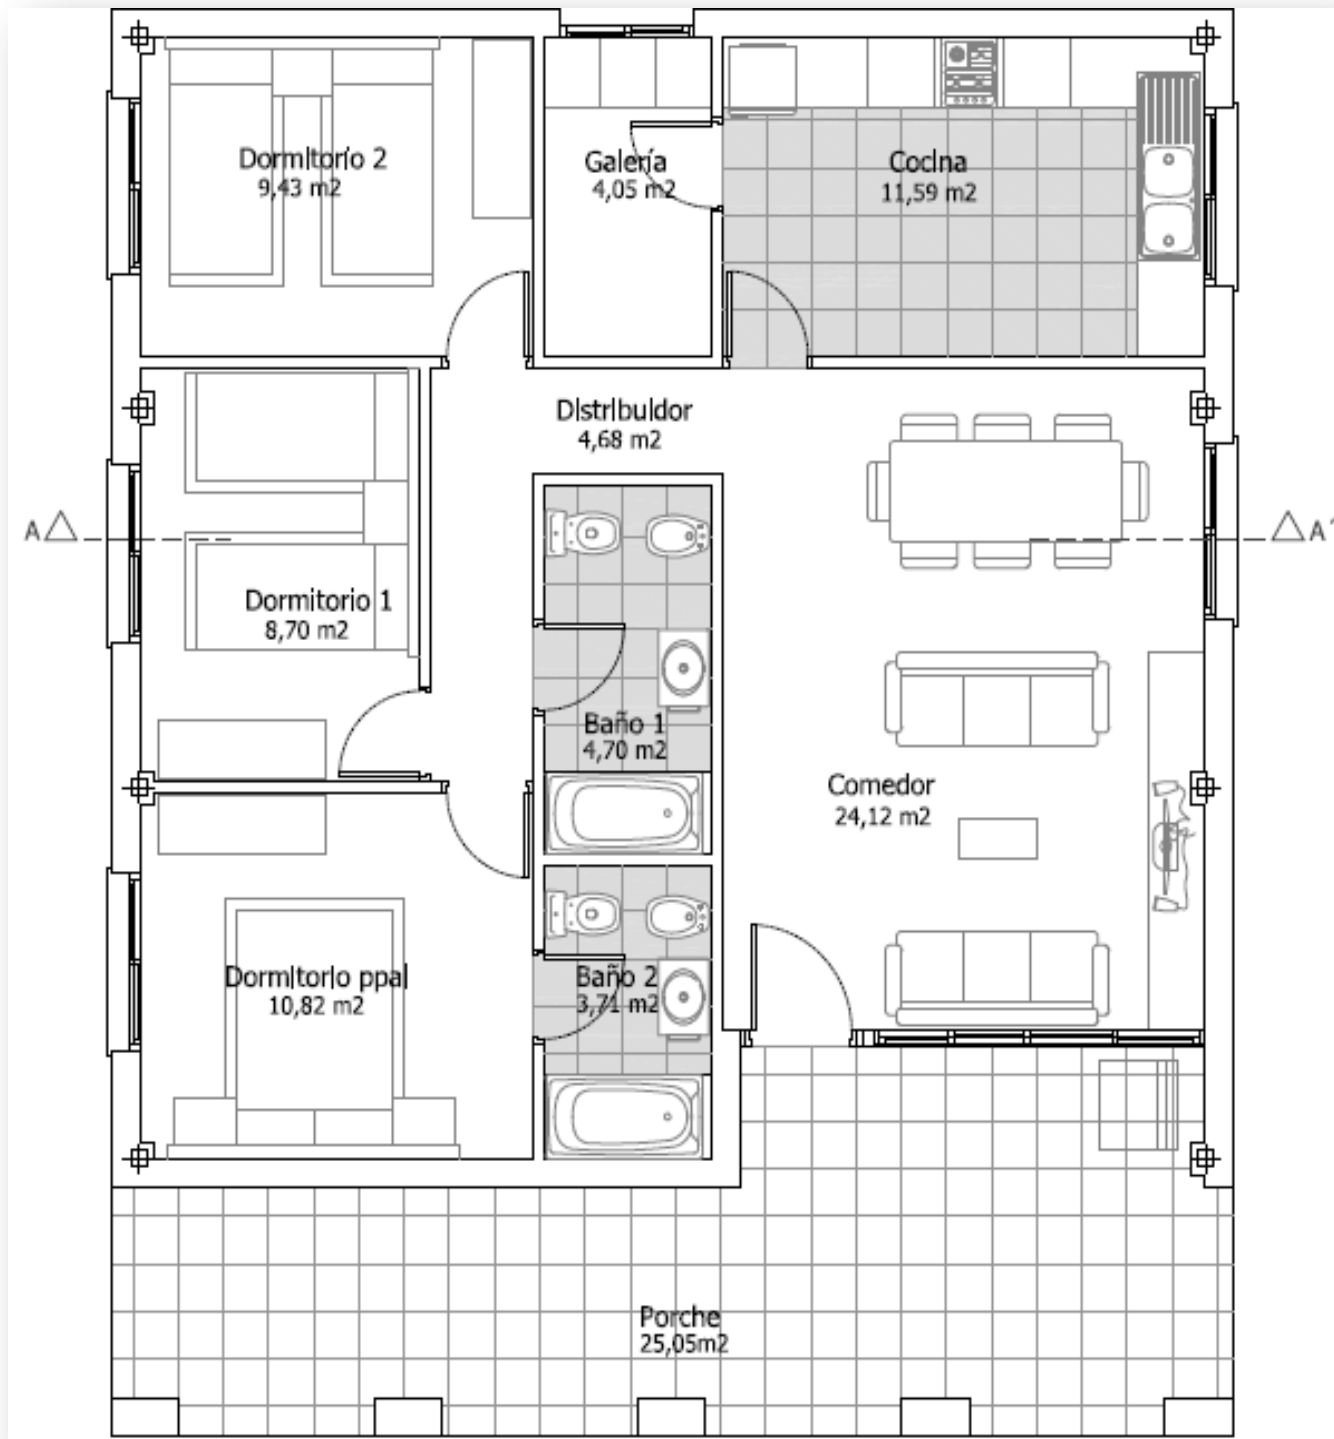 Dormitorio 2
9,43 m2
Galería
4,05 m2
Cocina
11,59 m2
Distribuidor
4,68 m2
A
A'
Dormitorio 1
8,70 m2
Baño 1
4,70 m2
Comedor
24,12 m2
Dormitorio ppal
10,82 m2
Baño 2
3,71 m2
Porche
25,05m2